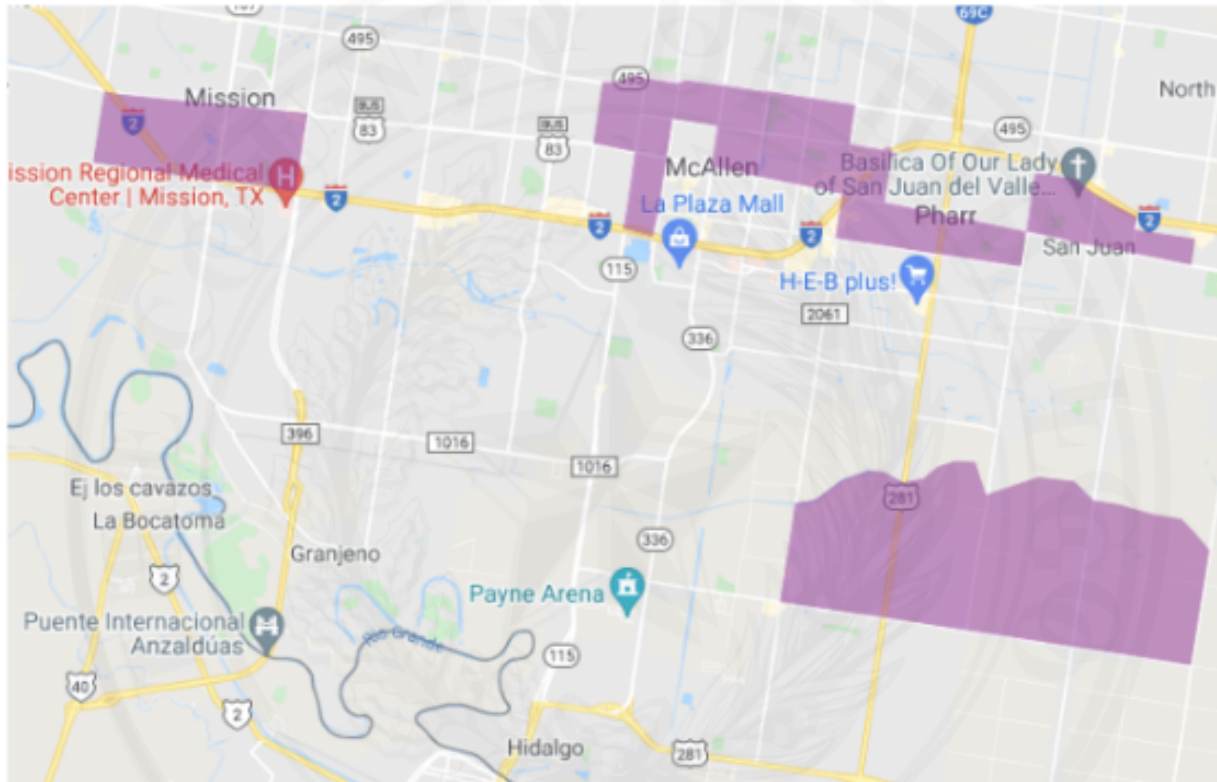 107
69C
495
495
Mission
North
2
BUS
83
BUS
83
495
McAllen
Basilica Of Our Lady
of San Juan del Valle...
ission Regional Medical
Center | Mission, TX
H
2
La Plaza Mall
Pharr
2
2
2
San Juan
115
H-E-B plus!
2061
336
396
1016
1016
Ej los cavazos
281
La Bocatoma
Granjeno
336
2
Payne Arena
Puente Internacional
Anzaldúas
Rio Grande
115
40
2
Hidalgo
281